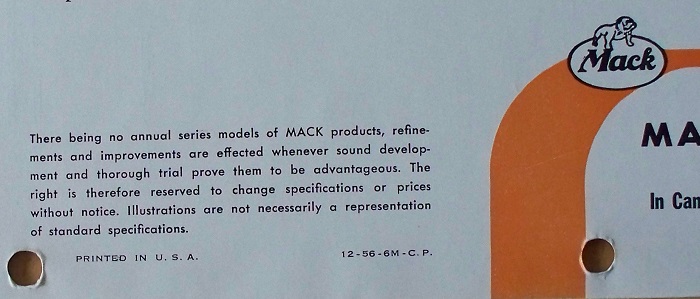 Mack
There being no annual series models of MACK products, refine-
ments and improvements are effected whenever sound develop-
ment and thorough trial prove them to be advantageous. The
right is therefore reserved to change specifications or prices
without notice. Illustrations are not necessarily a representation
of standard specifications.
PRINTED IN U. S. A.
12-56-6M-C. P.
MA
In Can